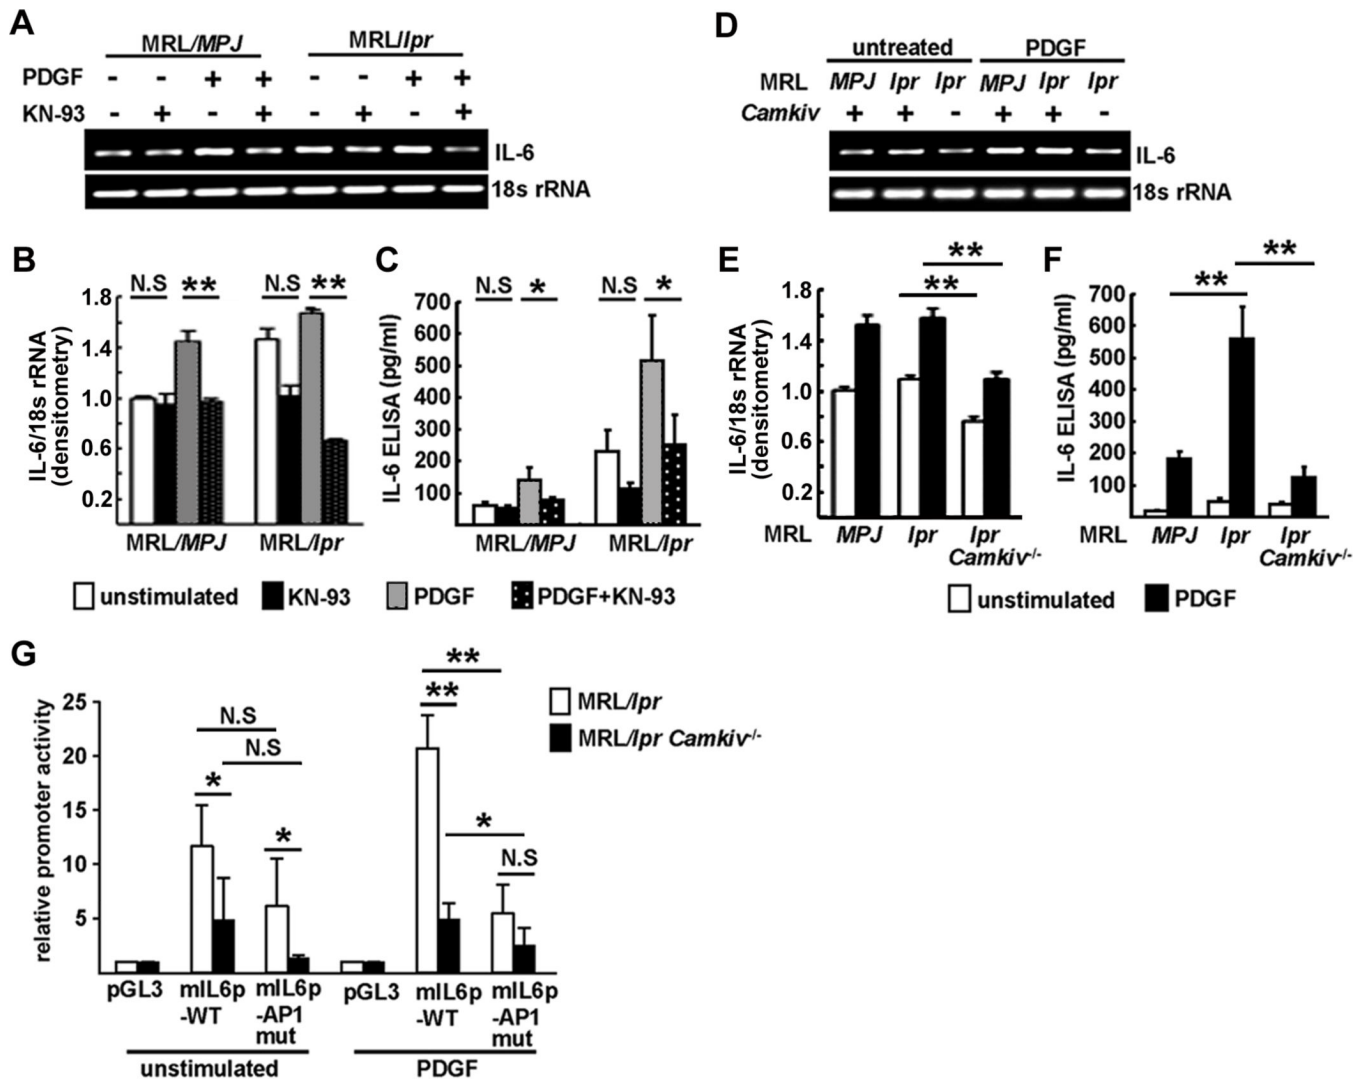 A
MRL/MPJ MRL/lpr
PDGF - - + + - - + +
KN-93 - + - + - + - +
IL-6
18s rRNA
D
untreated PDGF
MRL MPJ lpr lpr MPJ lpr lpr
Camkiv + + - + + -
IL-6
18s rRNA
B
N.S ** N.S **
IL-6/18s rRNA
(densitometry)
1.8
1.4
1.0
0.6
0.2
MRL/MPJ MRL/lpr
C
N.S * N.S *
IL-6 ELISA (pg/ml)
700
600
500
400
300
200
100
MRL/MPJ MRL/lpr
unstimulated KN-93 PDGF PDGF+KN-93
E
**
**
IL-6/18s rRNA
(densitometry)
1.8
1.4
1.0
0.6
0.2
MRL MPJ lpr lpr
Camkiv-/-
F
**
**
IL-6 ELISA (pg/ml)
700
600
500
400
300
200
100
MRL MPJ lpr lpr
Camkiv-/-
unstimulated PDGF
G
relative promoter activity
25
20
15
10
5
N.S
N.S
*
*
**
**
*
N.S
MRL/lpr
MRL/lpr Camkiv-/-
pGL3 mIL6p mIL6p pGL3 mIL6p mIL6p
-WT -AP1 -WT -AP1
mut mut
unstimulated PDGF